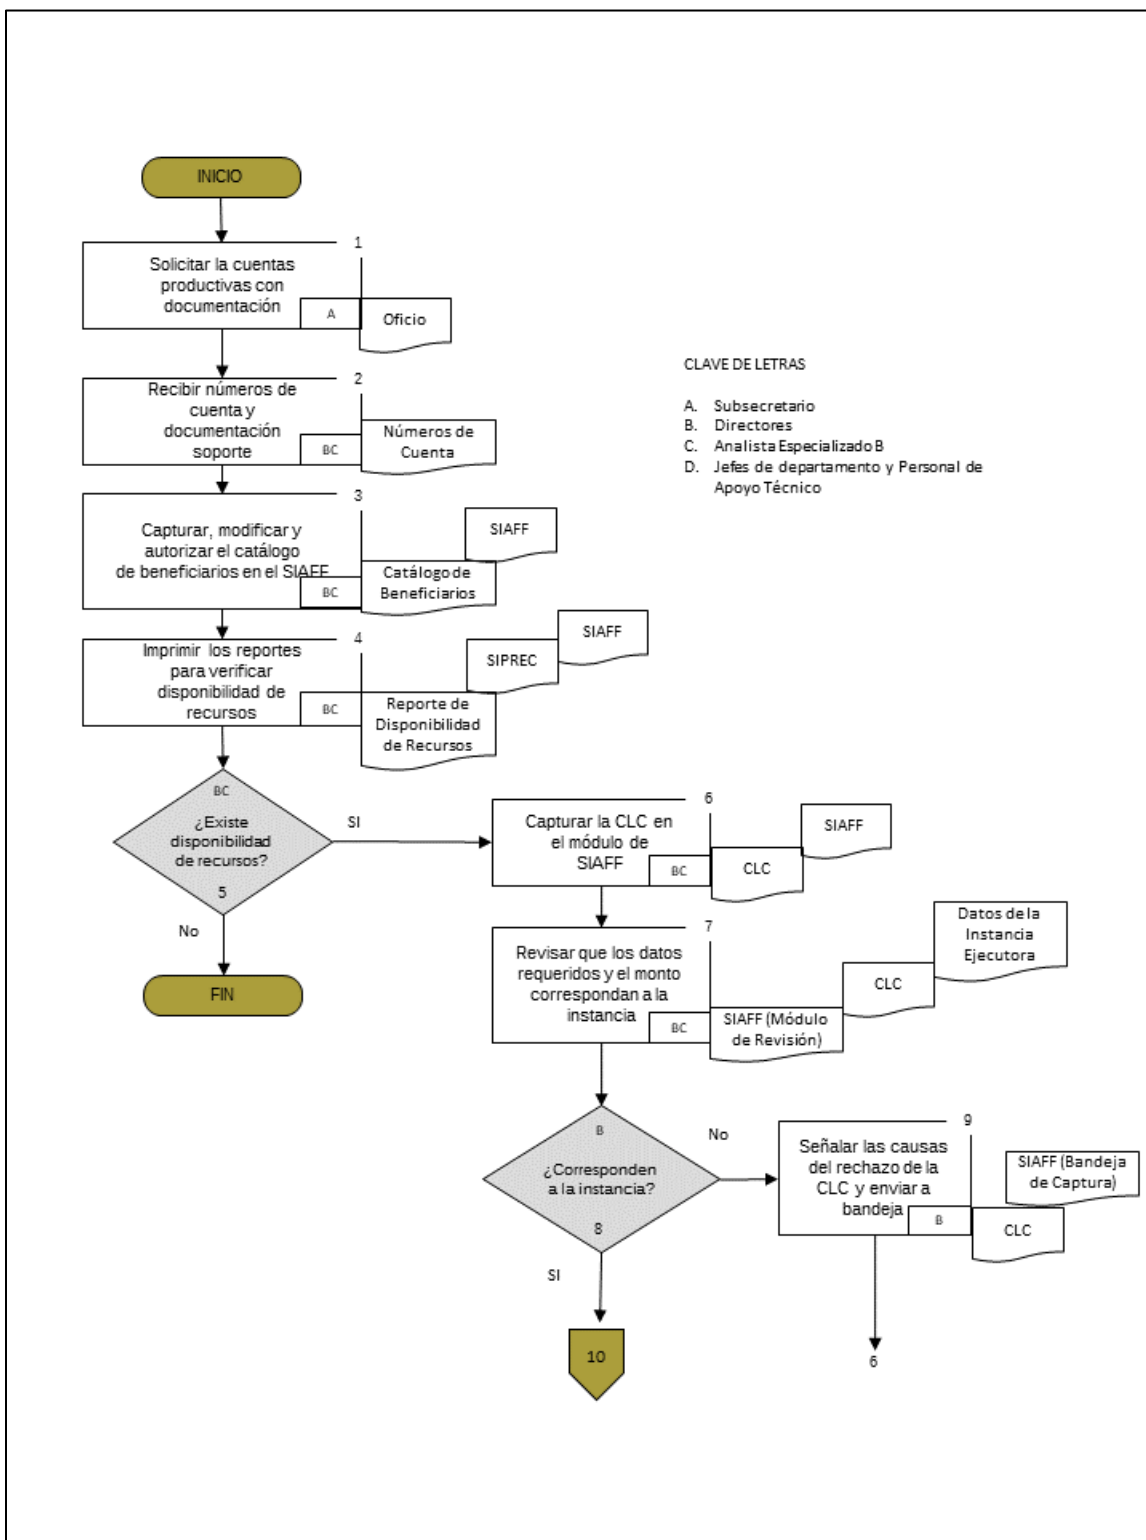 INICIO
1
Solicitar la cuentas
productivas con
documentación
A
Oficio
CLAVE DE LETRAS
A. Subsecretario
B. Directores
C. Analista Especializado B
D. Jefes de departamento y Personal de
Apoyo Técnico
2
Recibir números de
cuenta y
documentación
soporte
BC
Números de
Cuenta
3
Capturar, modificar y
autorizar el catálogo
de beneficiarios en el SIAFF
BC
SIAFF
Catálogo de
Beneficiarios
4
Imprimir los reportes
para verificar
disponibilidad de
recursos
BC
SIAFF
SIPREC
Reporte de
Disponibilidad
de Recursos
BC
¿Existe
disponibilidad
de recursos?
5
SI
No
FIN
6
Capturar la CLC en
el módulo de
SIAFF
BC
SIAFF
CLC
7
Revisar que los datos
requeridos y el monto
correspondan a la
instancia
BC
Datos de la
Instancia
Ejecutora
CLC
SIAFF (Módulo
de Revisión)
B
¿Corresponden
a la instancia?
8
No
SI
9
Señalar las causas
del rechazo de la
CLC y enviar a
bandeja
B
SIAFF (Bandeja
de Captura)
CLC
10
6